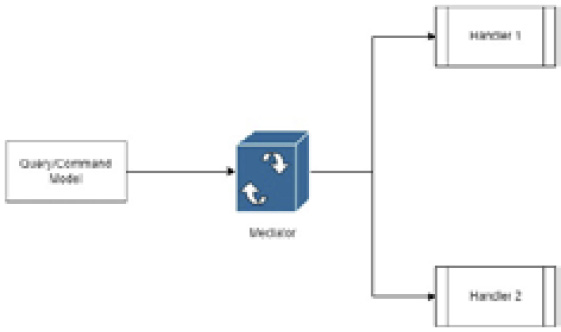 Handler 1
Query/Command
Model
Mediator
Handler 2